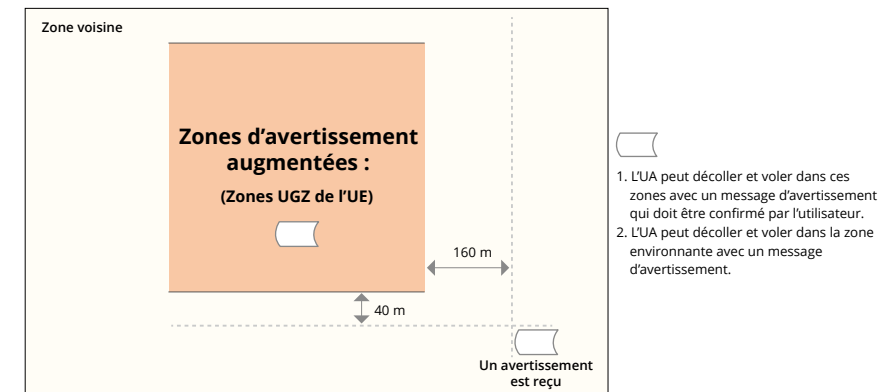 Zone voisine
Zones d'avertissement
augmentées :
(Zones UGZ de l'UE)
160 m
40 m
Un avertissement
est reçu
1. L'UA peut décoller et voler dans ces
zones avec un message d'avertissement
qui doit être confirmé par l'utilisateur.
2. L'UA peut décoller et voler dans la zone
environnante avec un message
d'avertissement.